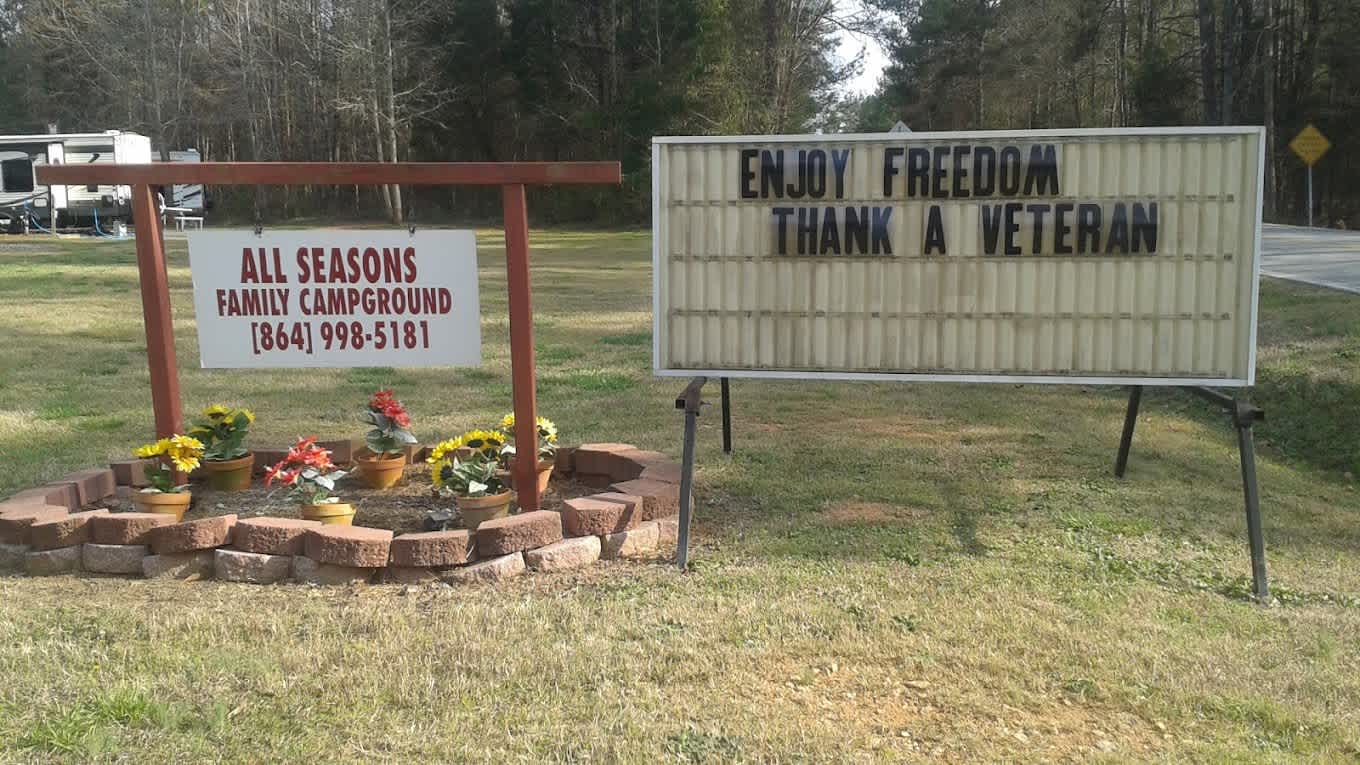 ALL SEASONS
FAMILY CAMPGROUND
[864] 998-5181
ENJOY FREEDOM
THANK A VETERAN